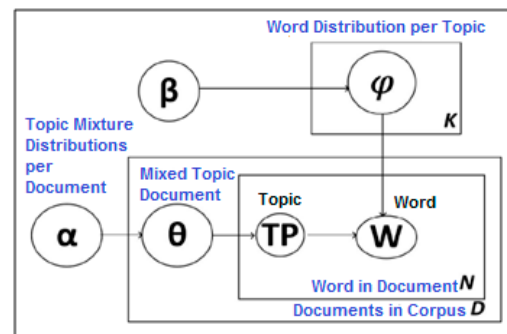 Word Distribution per Topic
β
φ
K
Topic Mixture
Distributions
per
Document
Mixed Topic
Document
Topic
Word
α
θ
TP
W
Word in Document N
Documents in Corpus D